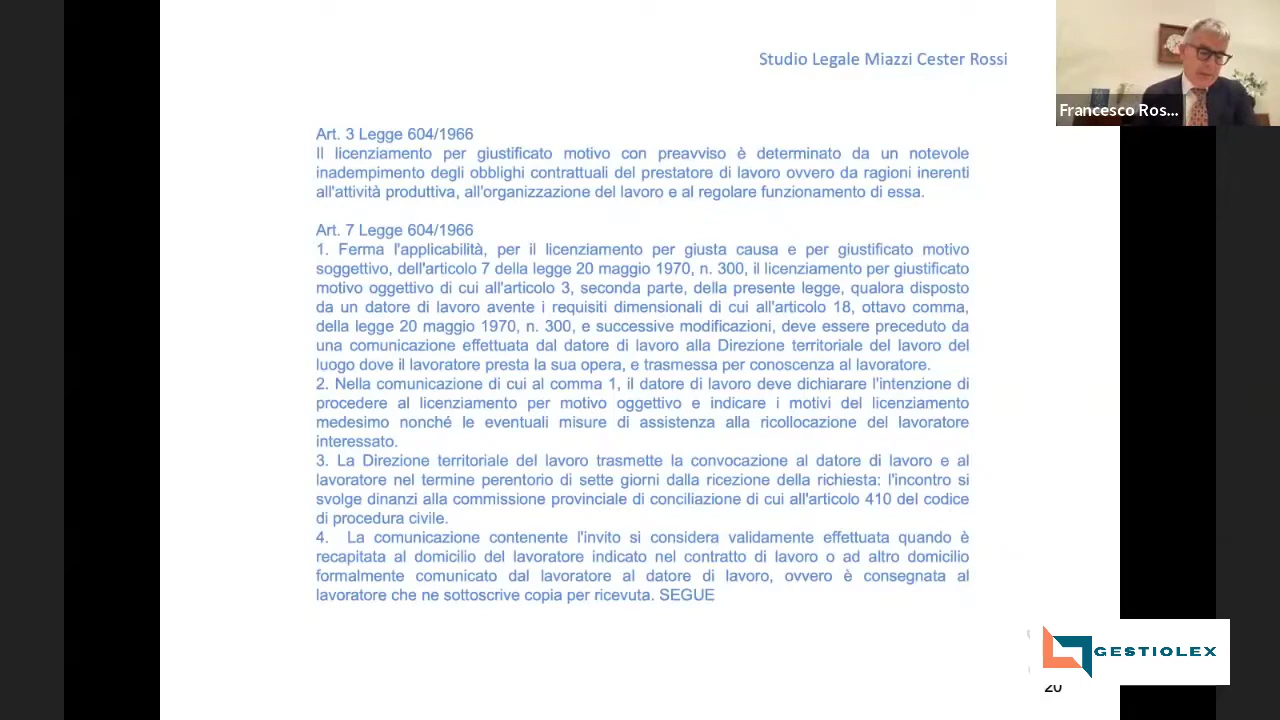 Studio Legale Miazzi Cester Rossi
Francesco Ros...
Art. 3 Legge 604/1966
Il licenziamento per giustificato motivo con preavviso è determinato da un notevole
inadempimento degli obblighi contrattuali del prestatore di lavoro ovvero da ragioni inerenti
all'attività produttiva, all'organizzazione del lavoro e al regolare funzionamento di essa.
Art. 7 Legge 604/1966
1. Ferma l'applicabilità, per il licenziamento per giusta causa e per giustificato motivo
soggettivo, dell'articolo 7 della legge 20 maggio 1970, n. 300, il licenziamento per giustificato
motivo oggettivo di cui all'articolo 3, seconda parte, della presente legge, qualora disposto
da un datore di lavoro avente i requisiti dimensionali di cui all'articolo 18, ottavo comma,
della legge 20 maggio 1970, n. 300, e successive modificazioni, deve essere preceduto da
una comunicazione effettuata dal datore di lavoro alla Direzione territoriale del lavoro del
luogo dove il lavoratore presta la sua opera, e trasmessa per conoscenza al lavoratore.
2. Nella comunicazione di cui al comma 1, il datore di lavoro deve dichiarare l'intenzione di
procedere al licenziamento per motivo oggettivo e indicare i motivi del licenziamento
medesimo nonché le eventuali misure di assistenza alla ricollocazione del lavoratore
interessato.
3. La Direzione territoriale del lavoro trasmette la convocazione al datore di lavoro e al
lavoratore nel termine perentorio di sette giorni dalla ricezione della richiesta: l'incontro si
svolge dinanzi alla commissione provinciale di conciliazione di cui all'articolo 410 del codice
di procedura civile.
4. La comunicazione contenente l'invito si considera validamente effettuata quando è
recapitata al domicilio del lavoratore indicato nel contratto di lavoro o ad altro domicilio
formalmente comunicato dal lavoratore al datore di lavoro, ovvero è consegnata al
lavoratore che ne sottoscrive copia per ricevuta. SEGUE
GESTIOLEX
20